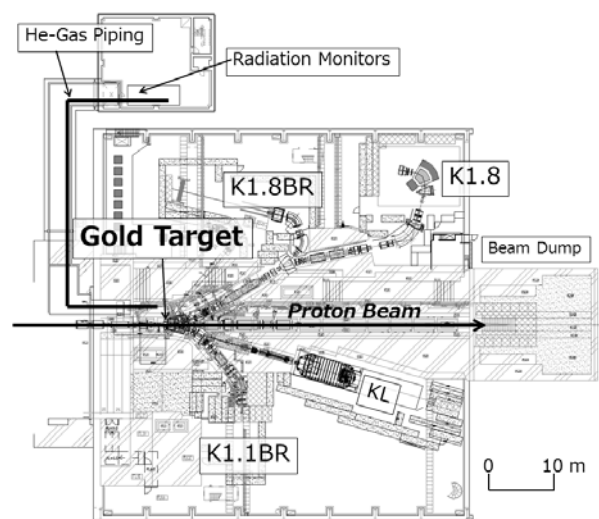 He-Gas Piping
Radiation Monitors
K1.8BR
K1.8
Gold Target
Beam Dump
Proton Beam
KL
K1.1BR
0 10 m